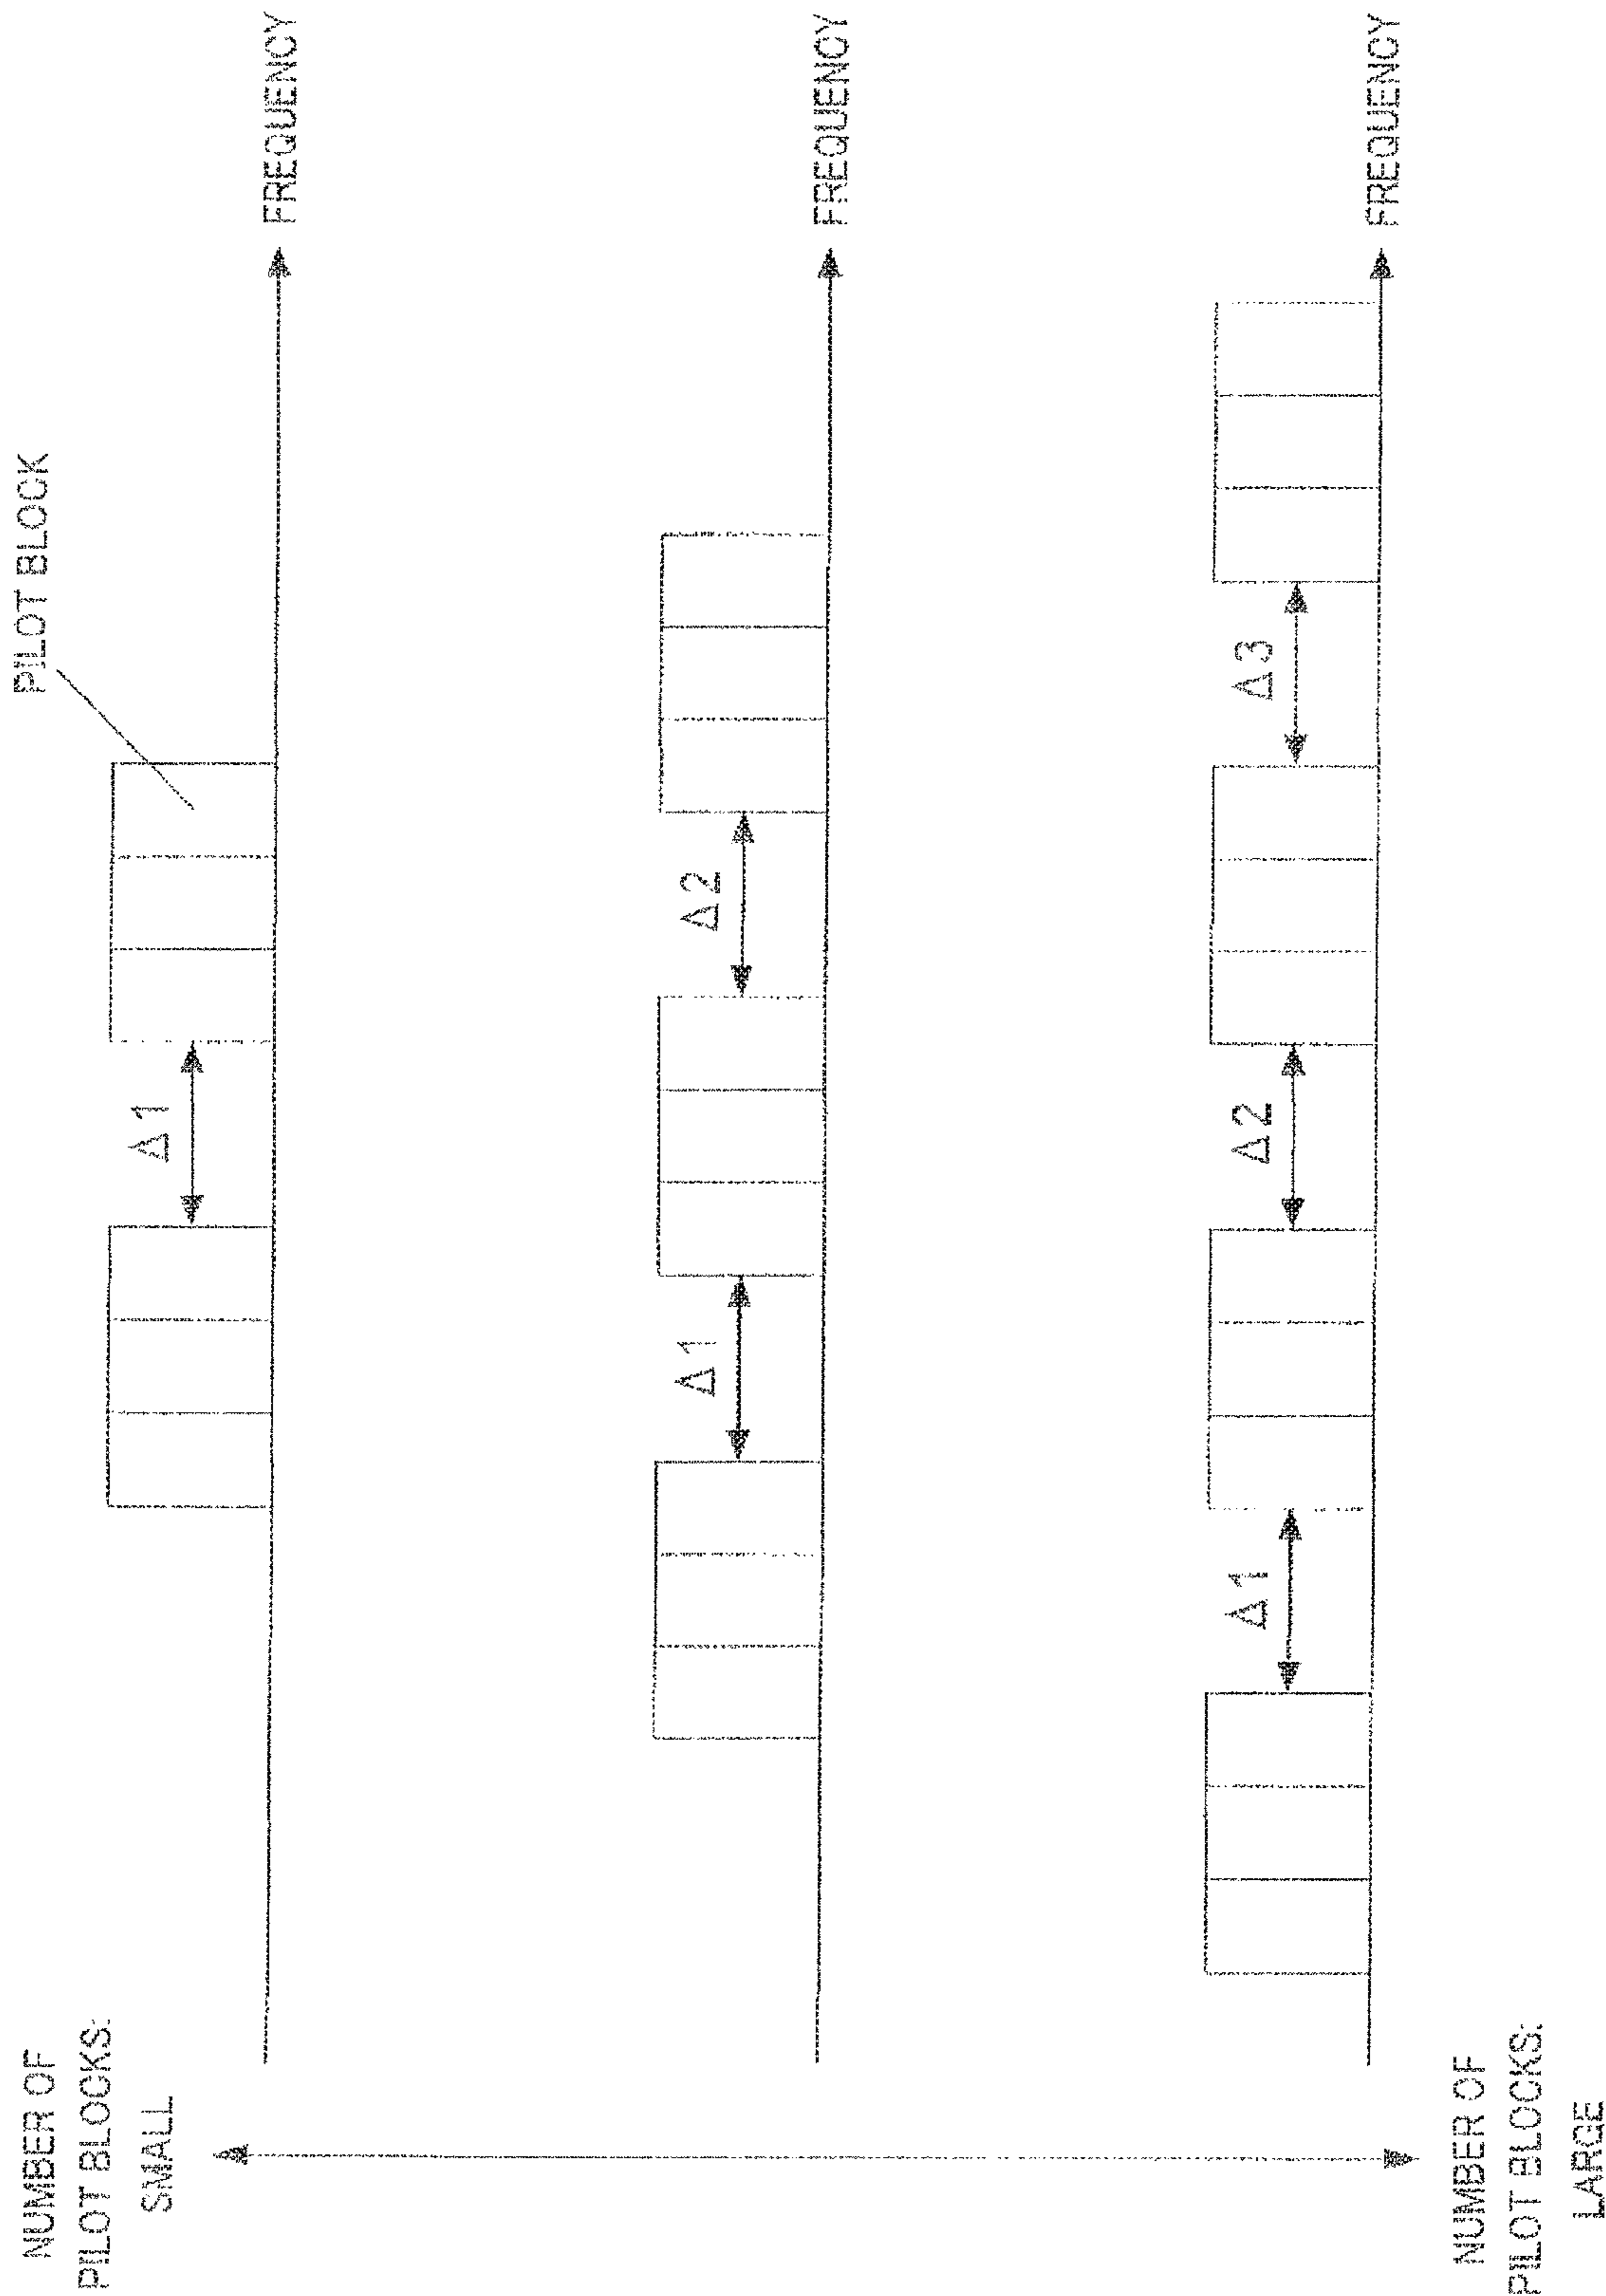 NUMBER OF
PILOT BLOCKS:
SMALL
PILOT BLOCK
Δ1
FREQUENCY
Δ1
Δ2
FREQUENCY
Δ1
Δ2
Δ3
FREQUENCY
NUMBER OF
PILOT BLOCKS:
LARGE